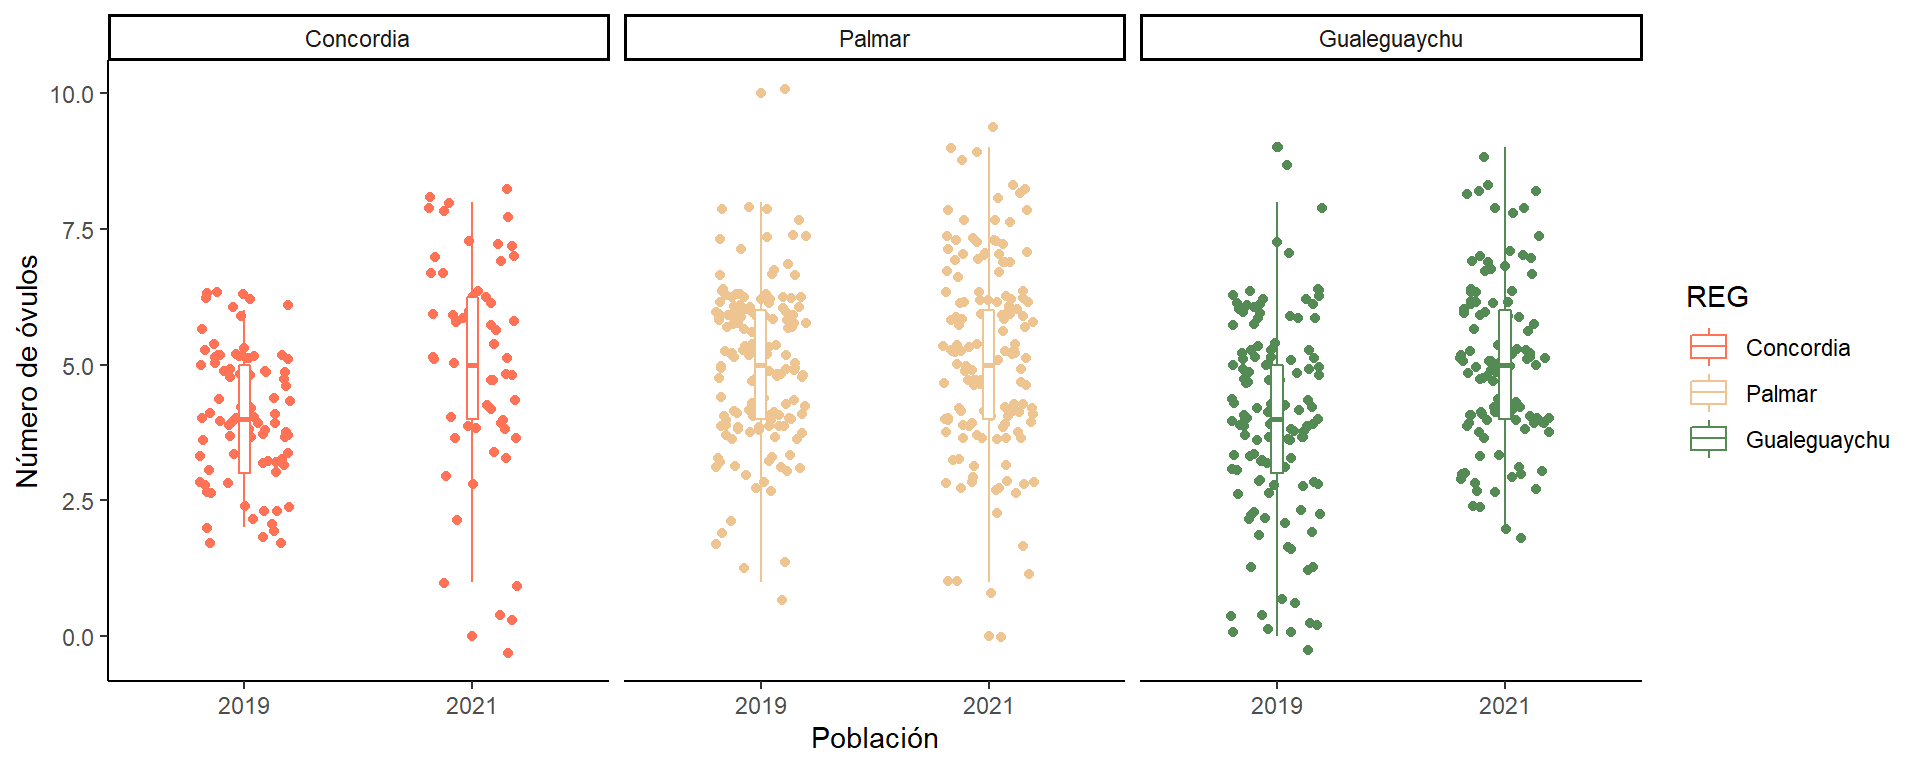 Concordia
Palmar
Gualeguaychu
10.0
7.5
5.0
2.5
0.0
Número de óvulos
2019
2021
2019
2021
2019
2021
Población
REG
Concordia
Palmar
Gualeguaychu